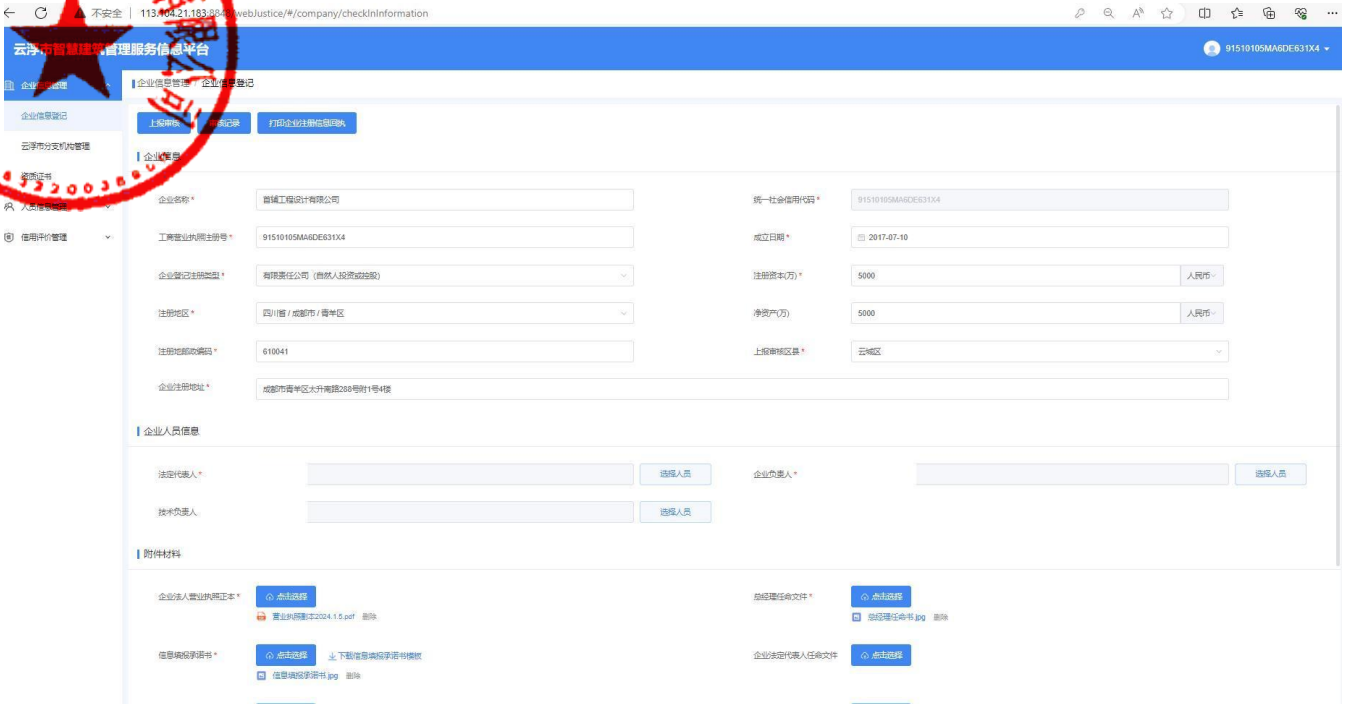 不安全 113.104.21.183:8848/webJustice/#/company/checkInInformation
云浮市智慧建筑管理服务信息平台 91510105MA6DE631X4
企业信息管理 企业信息管理 / 企业信息登记
企业信息登记
上报审核 审核记录 打印企业注册信息回执
云浮市分支机构管理
企业信息
资质证书
企业名称* 首辅工程设计有限公司 统一社会信用代码* 91510105MA6DE631X4
人员信息管理
信用评价管理
工商营业执照注册号* 91510105MA6DE631X4 成立日期* 2017-07-10
企业登记注册类型* 有限责任公司（自然人投资或控股） 注册资本(万)* 5000 人民币
注册地区* 四川省 / 成都市 / 青羊区 净资产(万) 5000 人民币
注册地邮政编码* 610041 上报审核区县* 云城区
企业注册地址* 成都市青羊区太升南路288号附1号4楼
企业人员信息
法定代表人* 选择人员 企业负责人* 选择人员
技术负责人 选择人员
附件材料
企业法人营业执照正本* 点击选择 总经理任命文件* 点击选择
营业执照副本2024.1.5.pdf 删除 总经理任命书.jpg 删除
信息填报承诺书* 点击选择 下载信息填报承诺书模板 企业法定代表人任命文件 点击选择
信息填报承诺书.jpg 删除